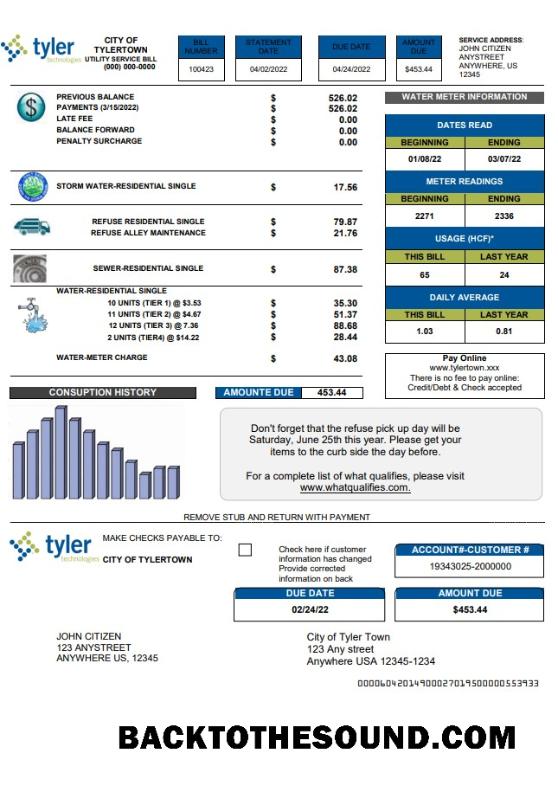 tyler
technologies
CITY OF
TYLERTOWN
UTILITY SERVICE BILL
(000) 000-0000
BILL
NUMBER
100423
STATEMENT
DATE
04/02/2022
DUE DATE
04/24/2022
AMOUNT
DUE
$453.44
SERVICE ADDRESS:
JOHN CITIZEN
ANYSTREET
ANYWHERE, US
12345
PREVIOUS BALANCE $ 526.02
PAYMENTS (3/15/2022) $ 526.02
LATE FEE $ 0.00
BALANCE FORWARD $ 0.00
PENALTY SURCHARGE $ 0.00
STORM WATER-RESIDENTIAL SINGLE $ 17.56
REFUSE RESIDENTIAL SINGLE $ 79.87
REFUSE ALLEY MAINTENANCE $ 21.76
SEWER-RESIDENTIAL SINGLE $ 87.38
WATER-RESIDENTIAL SINGLE
10 UNITS (TIER 1) @ $3.53 $ 35.30
11 UNITS (TIER 2) @ $4.67 $ 51.37
12 UNITS (TIER 3) @ 7.36 $ 88.68
2 UNITS (TIER4) @ $14.22 $ 28.44
WATER-METER CHARGE $ 43.08
WATER METER INFORMATION
DATES READ
BEGINNING ENDING
01/08/22 03/07/22
METER READINGS
BEGINNING ENDING
2271 2336
USAGE (HCF)*
THIS BILL LAST YEAR
65 24
DAILY AVERAGE
THIS BILL LAST YEAR
1.03 0.81
Pay Online
www.tylertown.xxx
There is no fee to pay online:
Credit/Debt & Check accepted
CONSUPTION HISTORY
AMOUNTE DUE 453.44
Don't forget that the refuse pick up day will be
Saturday, June 25th this year. Please get your
items to the curb side the day before.
For a complete list of what qualifies, please visit
www.whatqualifies.com.
REMOVE STUB AND RETURN WITH PAYMENT
tyler
technologies
MAKE CHECKS PAYABLE TO:
CITY OF TYLERTOWN
Check here if customer
information has changed
Provide corrected
information on back
ACCOUNT#-CUSTOMER #
19343025-2000000
DUE DATE
02/24/22
AMOUNT DUE
$453.44
JOHN CITIZEN
123 ANYSTREET
ANYWHERE US, 12345
City of Tyler Town
123 Any street
Anywhere USA 12345-1234
0000604201490002701950000​0553933
BACKTOTHESOUND.COM